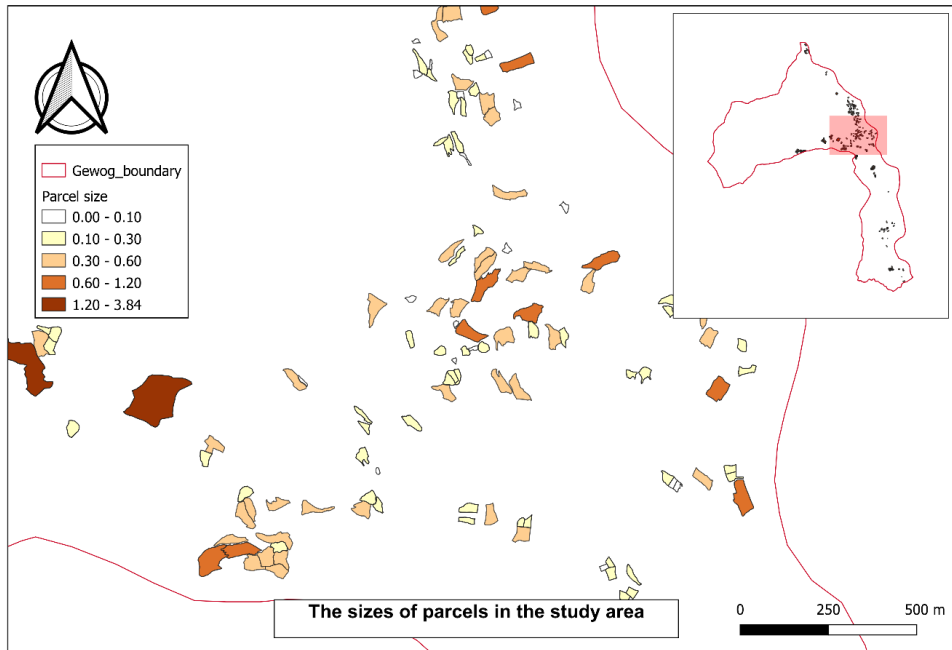 Gewog_boundary
Parcel size
0.00 - 0.10
0.10 - 0.30
0.30 - 0.60
0.60 - 1.20
1.20 - 3.84
The sizes of parcels in the study area
0 250 500 m